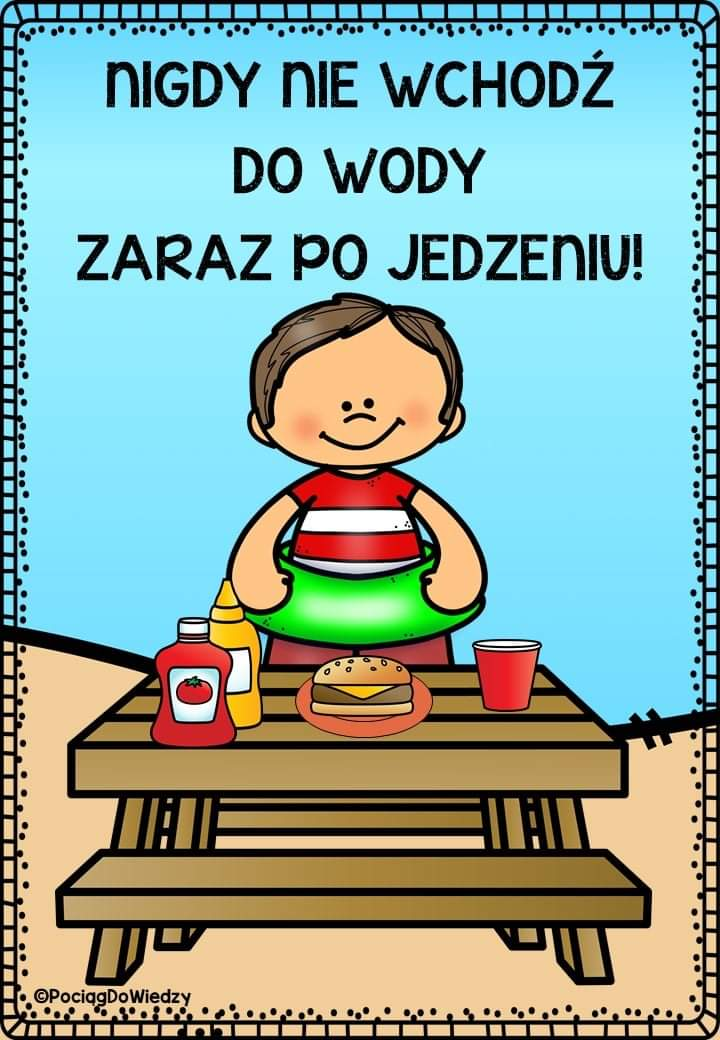 NIGDY NIE WCHODŹ
DO WODY
ZARAZ PO JEDZENIU!
©PociągDoWiedzy